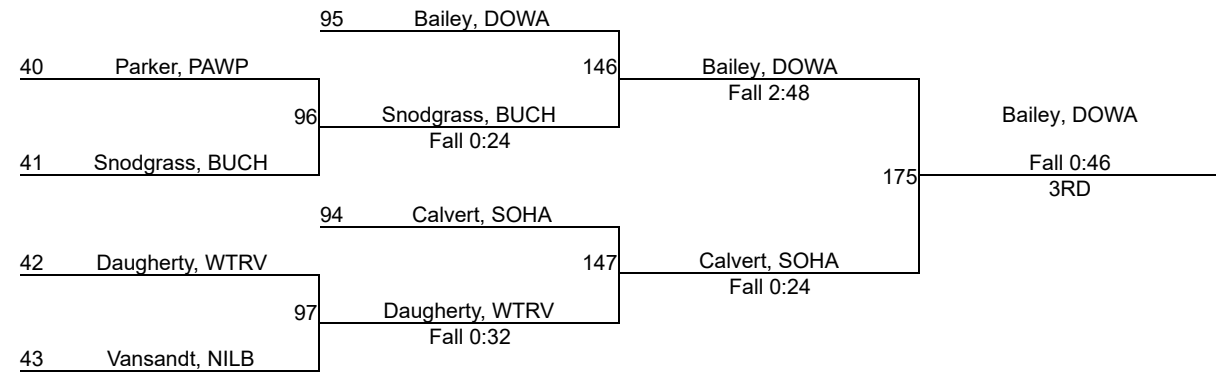 95 Bailey, DOWA
40 Parker, PAWP
146 Bailey, DOWA
Fall 2:48
96 Snodgrass, BUCH
Fall 0:24
Bailey, DOWA
41 Snodgrass, BUCH
Fall 0:46
175
3RD
94 Calvert, SOHA
42 Daugherty, WTRV
147 Calvert, SOHA
Fall 0:24
97 Daugherty, WTRV
Fall 0:32
43 Vansandt, NILB